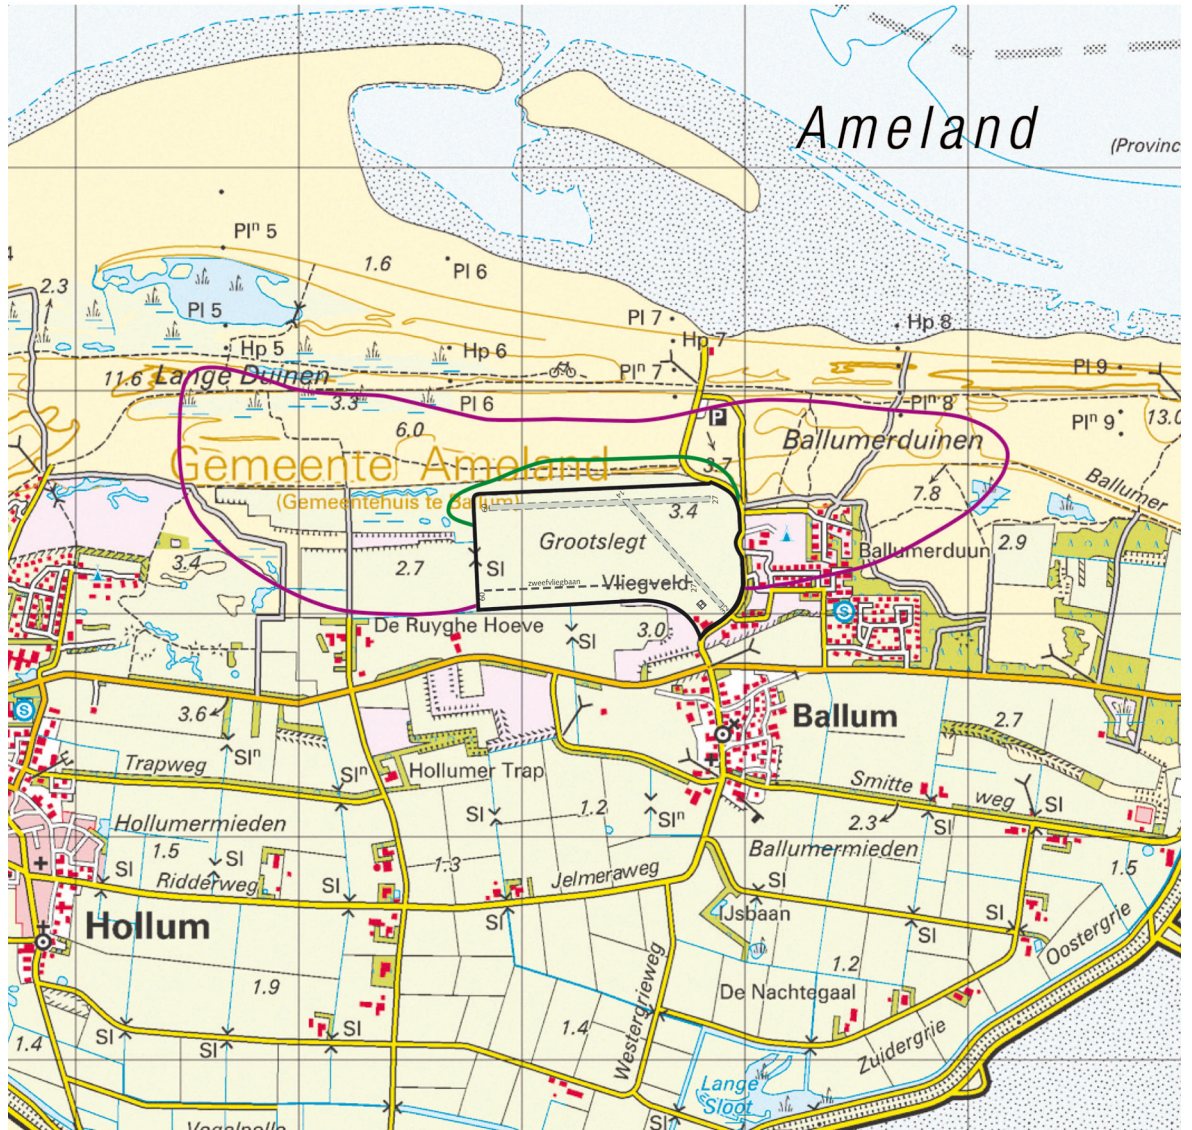 Ameland
(Provinc
Plⁿ 5
1.6
Pl 6
2.3
Pl 5
Pl 7
Hp 7
Hp 8
Hp 5
Hp 6
Plⁿ 7
Pl 9
11.6
Lange Duinen
3.3
Pl 6
P
Plⁿ 8
Plⁿ 9
13.0
6.0
Ballumerduinen
Gemeente Ameland
3.7
(Gemeentehuis te Ballum)
7.8
Ballumer
27
3.4
Grootslegt
Ballumerduun
2.9
3.4
2.7
Sl
zweefvliegbaan
Vliegveld
27
09
S
De Ruyghe Hoeve
Sl
3.0
S
3.6
Ballum
2.7
Slⁿ
Trapweg
Slⁿ
Hollumer Trap
Smitte
weg
Sl
Hollumermieden
Sl
1.2
Slⁿ
2.3
Sl
1.5
Sl
1.3
Ballumermieden
Sl
Ridderweg
Sl
Jelmeraweg
Sl
1.5
Sl
IJsbaan
Sl
Hollum
Sl
Oostergrie
1.2
1.9
De Nachtegaal
Westergrieweg
1.4
Sl
Sl
Sl
1.4
Zuidergrie
Lange
Sloot
Sl
Vogelpolle